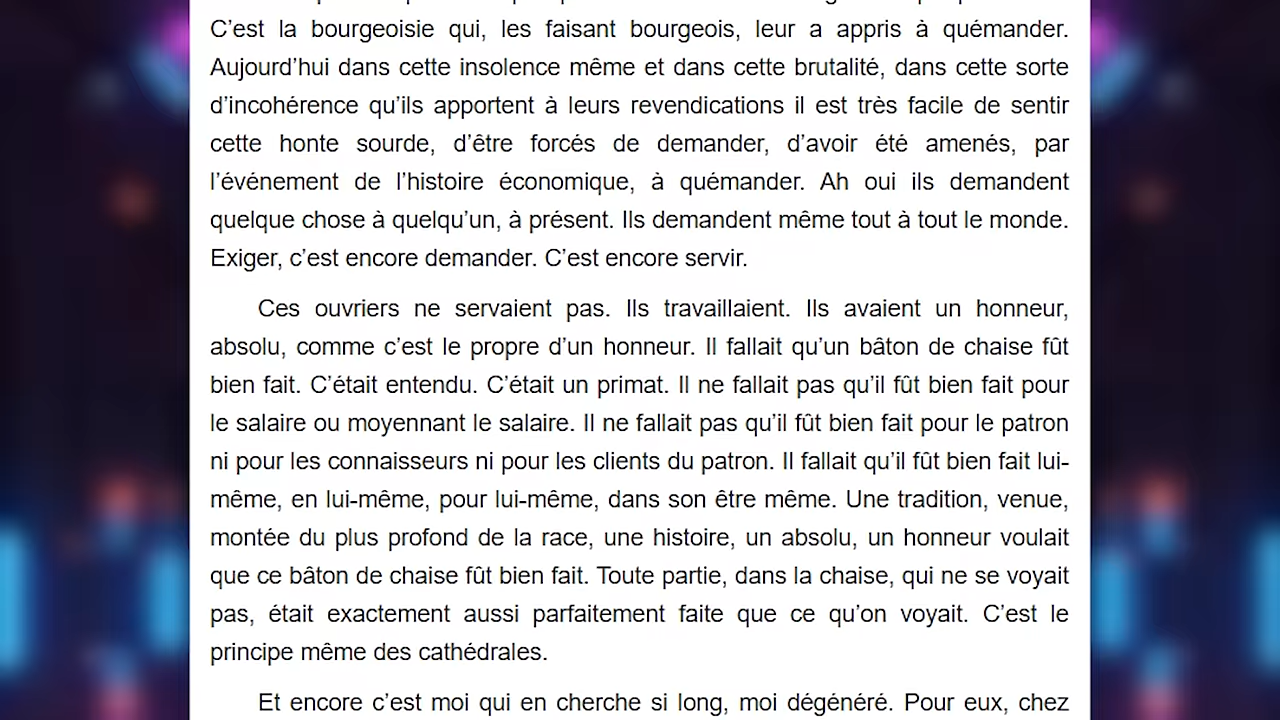 C’est la bourgeoisie qui, les faisant bourgeois, leur a appris à quémander.
Aujourd’hui dans cette insolence même et dans cette brutalité, dans cette sorte
d’incohérence qu’ils apportent à leurs revendications il est très facile de sentir
cette honte sourde, d’être forcés de demander, d’avoir été amenés, par
l’événement de l’histoire économique, à quémander. Ah oui ils demandent
quelque chose à quelqu’un, à présent. Ils demandent même tout à tout le monde.
Exiger, c’est encore demander. C’est encore servir.
Ces ouvriers ne servaient pas. Ils travaillaient. Ils avaient un honneur,
absolu, comme c’est le propre d’un honneur. Il fallait qu’un bâton de chaise fût
bien fait. C’était entendu. C’était un primat. Il ne fallait pas qu’il fût bien fait pour
le salaire ou moyennant le salaire. Il ne fallait pas qu’il fût bien fait pour le patron
ni pour les connaisseurs ni pour les clients du patron. Il fallait qu’il fût bien fait lui-
même, en lui-même, pour lui-même, dans son être même. Une tradition, venue,
montée du plus profond de la race, une histoire, un absolu, un honneur voulait
que ce bâton de chaise fût bien fait. Toute partie, dans la chaise, qui ne se voyait
pas, était exactement aussi parfaitement faite que ce qu’on voyait. C’est le
principe même des cathédrales.
Et encore c’est moi qui en cherche si long, moi dégénéré. Pour eux, chez